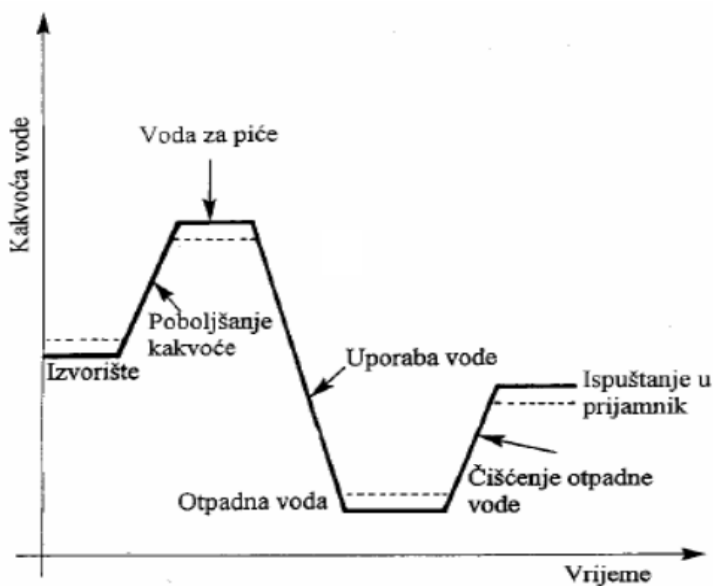 Kakvoća vode
Voda za piće
Poboljšanje
kakvoće
Izvorište
Uporaba vode
Ispuštanje u
prijamnik
Otpadna voda
Čišćenje otpadne
vode
Vrijeme